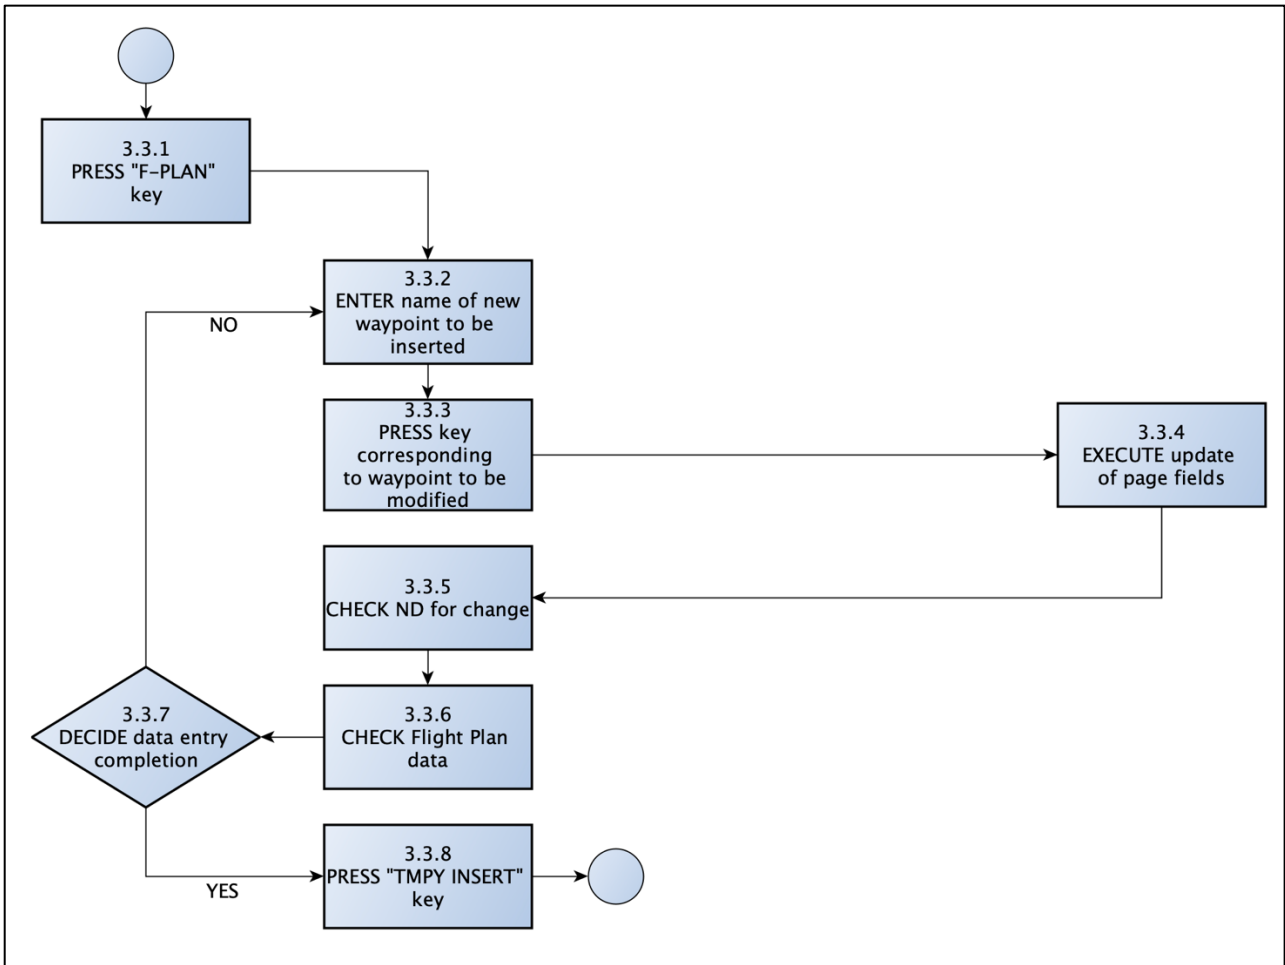 3.3.1
PRESS "F-PLAN"
key
3.3.2
ENTER name of new
waypoint to be
inserted
NO
3.3.3
PRESS key
corresponding
to waypoint to be
modified
3.3.4
EXECUTE update
of page fields
3.3.5
CHECK ND for change
3.3.6
CHECK Flight Plan
data
3.3.7
DECIDE data entry
completion
YES
3.3.8
PRESS "TMPY INSERT"
key